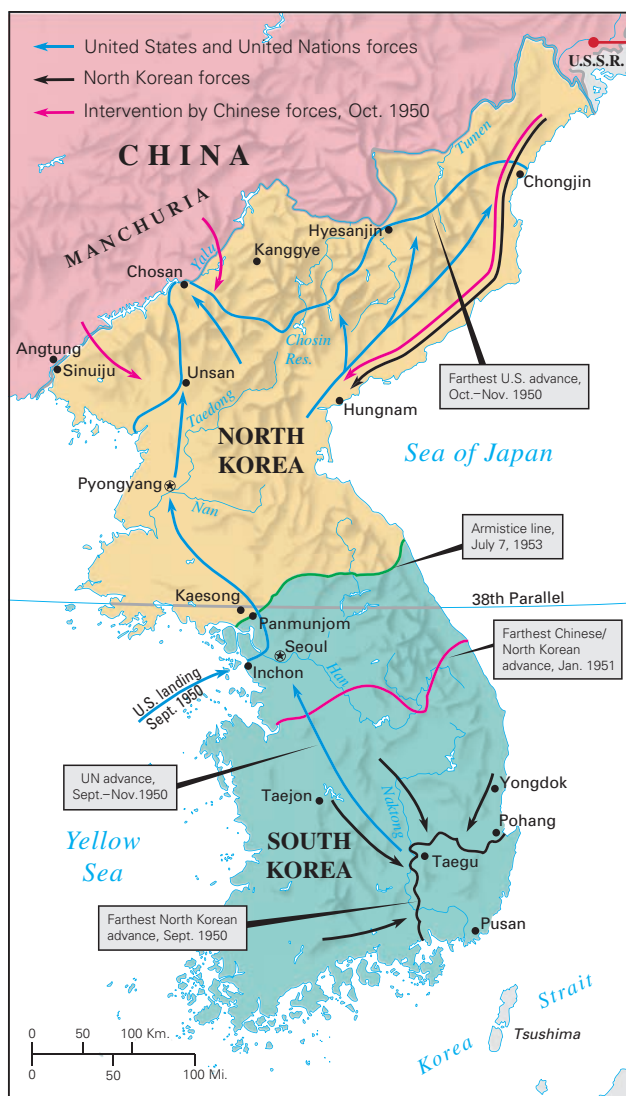 United States and United Nations forces
North Korean forces
Intervention by Chinese forces, Oct. 1950
U.S.S.R.
CHINA
MANCHURIA
Tumen
Chongjin
Hyesanjin
Yalu
Kanggye
Chosan
Chosin
Res.
Angtung
Sinuiju
Unsan
Farthest U.S. advance,
Oct.–Nov. 1950
Hungnam
Taedong
NORTH
KOREA
Sea of Japan
Pyongyang
Nan
Armistice line,
July 7, 1953
Kaesong
38th Parallel
Panmunjom
Seoul
Farthest Chinese/
North Korean
advance, Jan. 1951
Inchon
Han
U.S. landing
Sept. 1950
UN advance,
Sept.–Nov.1950
Yongdok
Taejon
Naktong
Pohang
Yellow
Sea
SOUTH
KOREA
Taegu
Farthest North Korean
advance, Sept. 1950
Pusan
Korea Strait
Tsushima
0 50 100 Km.
0 50 100 Mi.